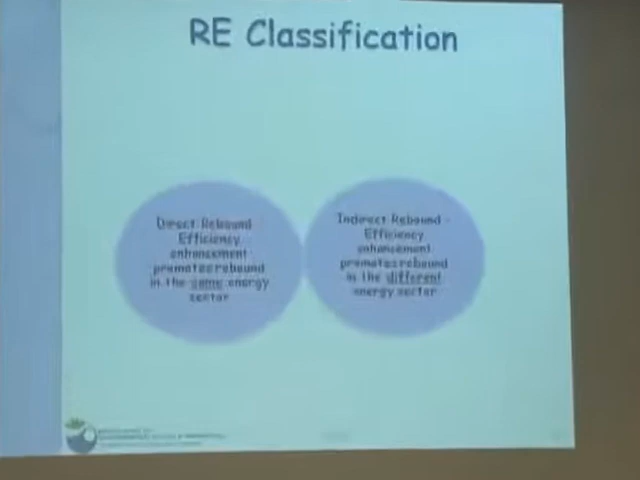 RE Classification
Direct Rebound
Efficiency
enhancement
promotes rebound
in the same energy
sector
Indirect Rebound -
Efficiency
enhancement
promotes rebound
in the different
energy sector